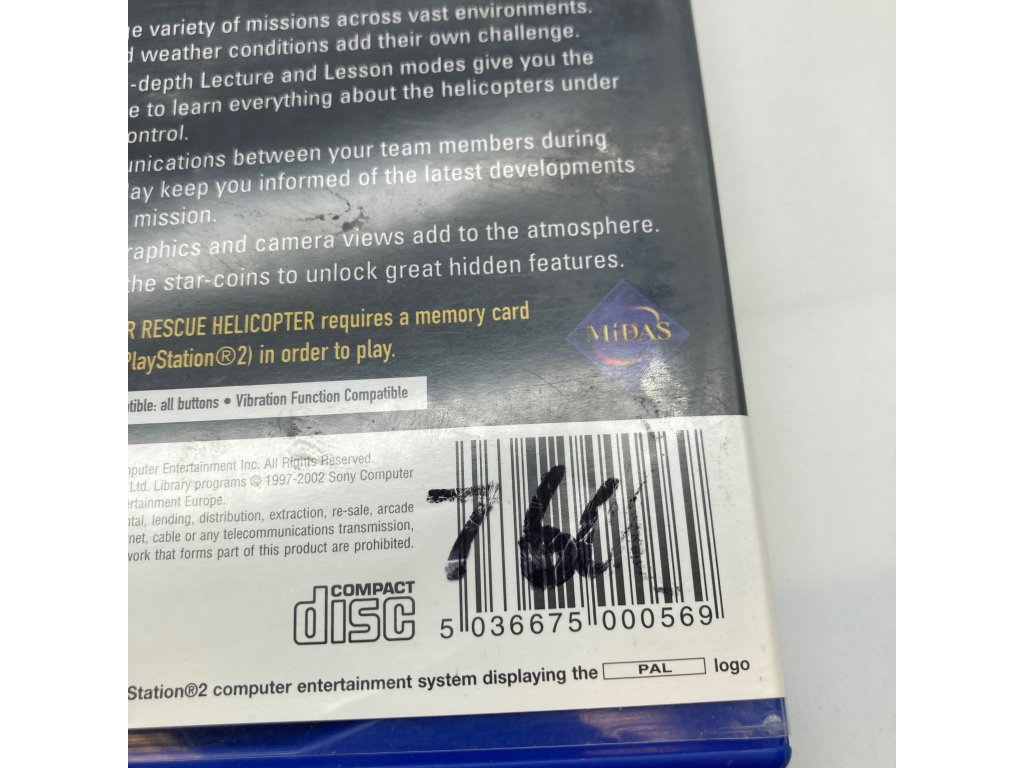 e variety of missions across vast environments.
d weather conditions add their own challenge.
-depth Lecture and Lesson modes give you the
e to learn everything about the helicopters under
ontrol.
unications between your team members during
ay keep you informed of the latest developments
mission.
raphics and camera views add to the atmosphere.
the star-coins to unlock great hidden features.
R RESCUE HELICOPTER requires a memory card
PlayStation®2) in order to play.
MiDAS
tible: all buttons • Vibration Function Compatible
puter Entertainment Inc. All Rights Reserved.
Ltd. Library programs © 1997-2002 Sony Computer
ertainment Europe.
tal, lending, distribution, extraction, re-sale, arcade
net, cable or any telecommunications transmission,
work that forms part of this product are prohibited.
COMPACT
disc
5 036675 000569
Station®2 computer entertainment system displaying the PAL logo